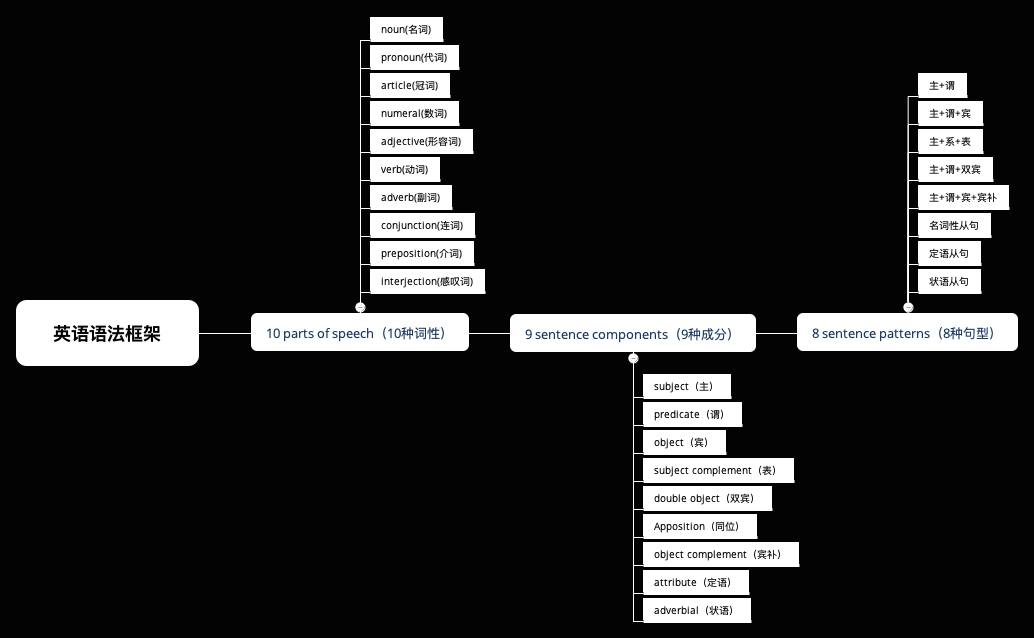 英语语法框架
10 parts of speech（10种词性）
noun(名词)
pronoun(代词)
article(冠词)
numeral(数词)
adjective(形容词)
verb(动词)
adverb(副词)
conjunction(连词)
preposition(介词)
interjection(感叹词)
9 sentence components（9种成分）
subject（主）
predicate（谓）
object（宾）
subject complement（表）
double object（双宾）
Apposition（同位）
object complement（宾补）
attribute（定语）
adverbial（状语）
8 sentence patterns（8种句型）
主+谓
主+谓+宾
主+系+表
主+谓+双宾
主+谓+宾+宾补
名词性从句
定语从句
状语从句